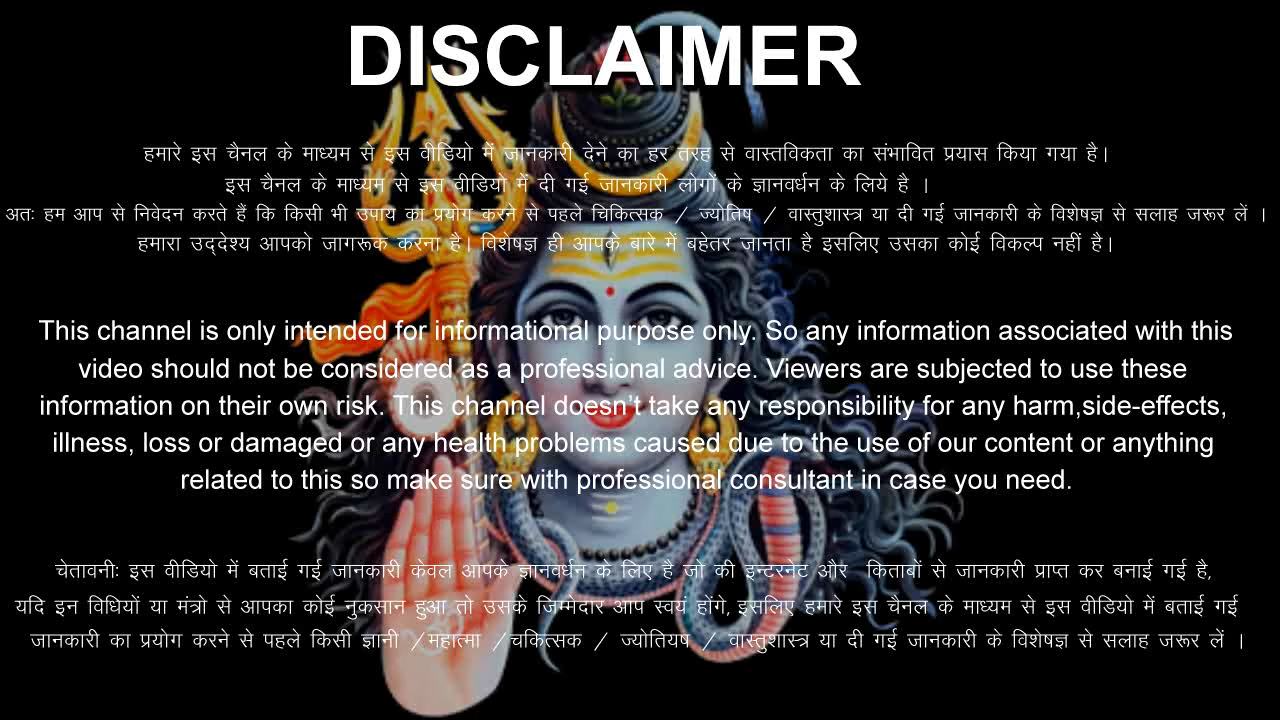 DISCLAIMER
हमारे इस चैनल के माध्यम से इस वीडियो में जानकारी देने का हर तरह से वास्तविकता का संभावित प्रयास किया गया है।
इस चैनल के माध्यम से इस वीडियो में दी गई जानकारी लोगों के ज्ञानवर्धन के लिये है ।
अतः हम आप से निवेदन करते हैं कि किसी भी उपाय का प्रयोग करने से पहले चिकित्सक / ज्योतिष / वास्तुशास्त्र या दी गई जानकारी के विशेषज्ञ से सलाह जरूर लें ।
हमारा उद्देश्य आपको जागरूक करना है। विशेषज्ञ ही आपके बारे में बहेतर जानता है इसलिए उसका कोई विकल्प नहीं है।
This channel is only intended for informational purpose only. So any information associated with this
video should not be considered as a professional advice. Viewers are subjected to use these
information on their own risk. This channel doesn't take any responsibility for any harm,side-effects,
illness, loss or damaged or any health problems caused due to the use of our content or anything
related to this so make sure with professional consultant in case you need.
चेतावनीः इस वीडियो में बताई गई जानकारी केवल आपके ज्ञानवर्धन के लिए है जो की इन्टरनेट और किताबों से जानकारी प्राप्त कर बनाई गई है,
यदि इन विधियों या मंत्रो से आपका कोई नुकसान हुआ तो उसके जिम्मेदार आप स्वयं होंगे, इसलिए हमारे इस चैनल के माध्यम से इस वीडियो में बताई गई
जानकारी का प्रयोग करने से पहले किसी ज्ञानी /महात्मा /चकित्सक / ज्योतियष / वास्तुशास्त्र या दी गई जानकारी के विशेषज्ञ से सलाह जरूर लें ।